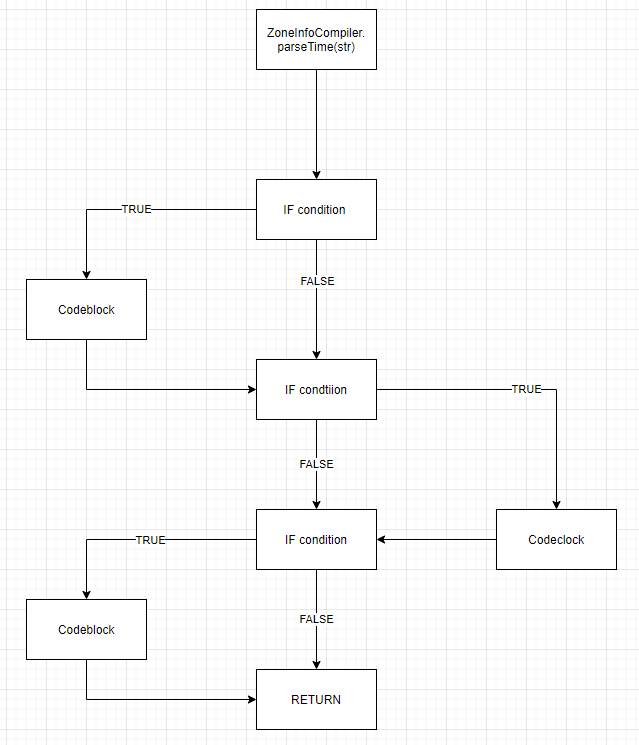 ZoneInfoCompiler.
parseTime(str)
IF condition
TRUE
FALSE
Codeblock
IF condtiion
TRUE
FALSE
IF condition
Codeclock
TRUE
FALSE
Codeblock
RETURN